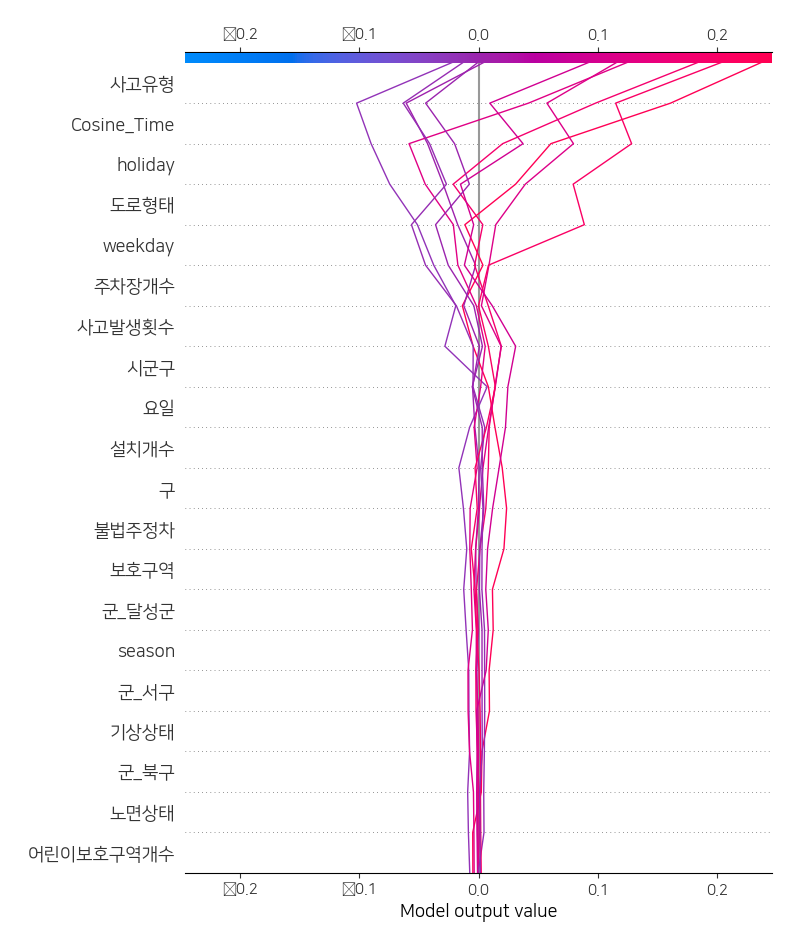 ▯0.2 ▯0.1 0.0 0.1 0.2
사고유형
Cosine_Time
holiday
도로형태
weekday
주차장개수
사고발생횟수
시군구
요일
설치개수
구
불법주정차
보호구역
군_달성군
season
군_서구
기상상태
군_북구
노면상태
어린이보호구역개수
▯0.2 ▯0.1 0.0 0.1 0.2
Model output value